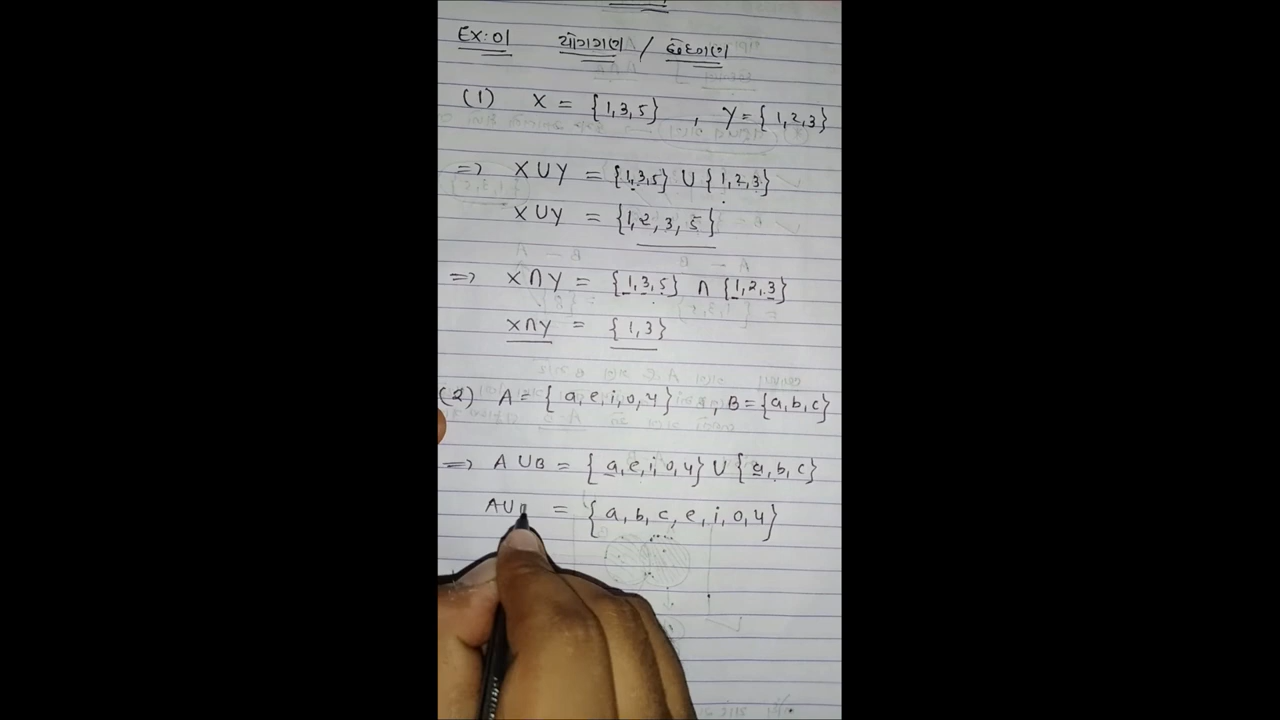 Ex:01 યોગગણ / છેદગણ
(1) X = {1,3,5} , Y = {1,2,3}
=> X∪Y = {1,3,5} ∪ {1,2,3}
X∪Y = {1,2,3,5}
=> X∩Y = {1,3,5} ∩ {1,2,3}
X∩Y = {1,3}
(2) A = {a,e,i,o,u} , B = {a,b,c}
=> A∪B = {a,e,i,o,u} ∪ {a,b,c}
A∪B = {a,b,c,e,i,o,u}